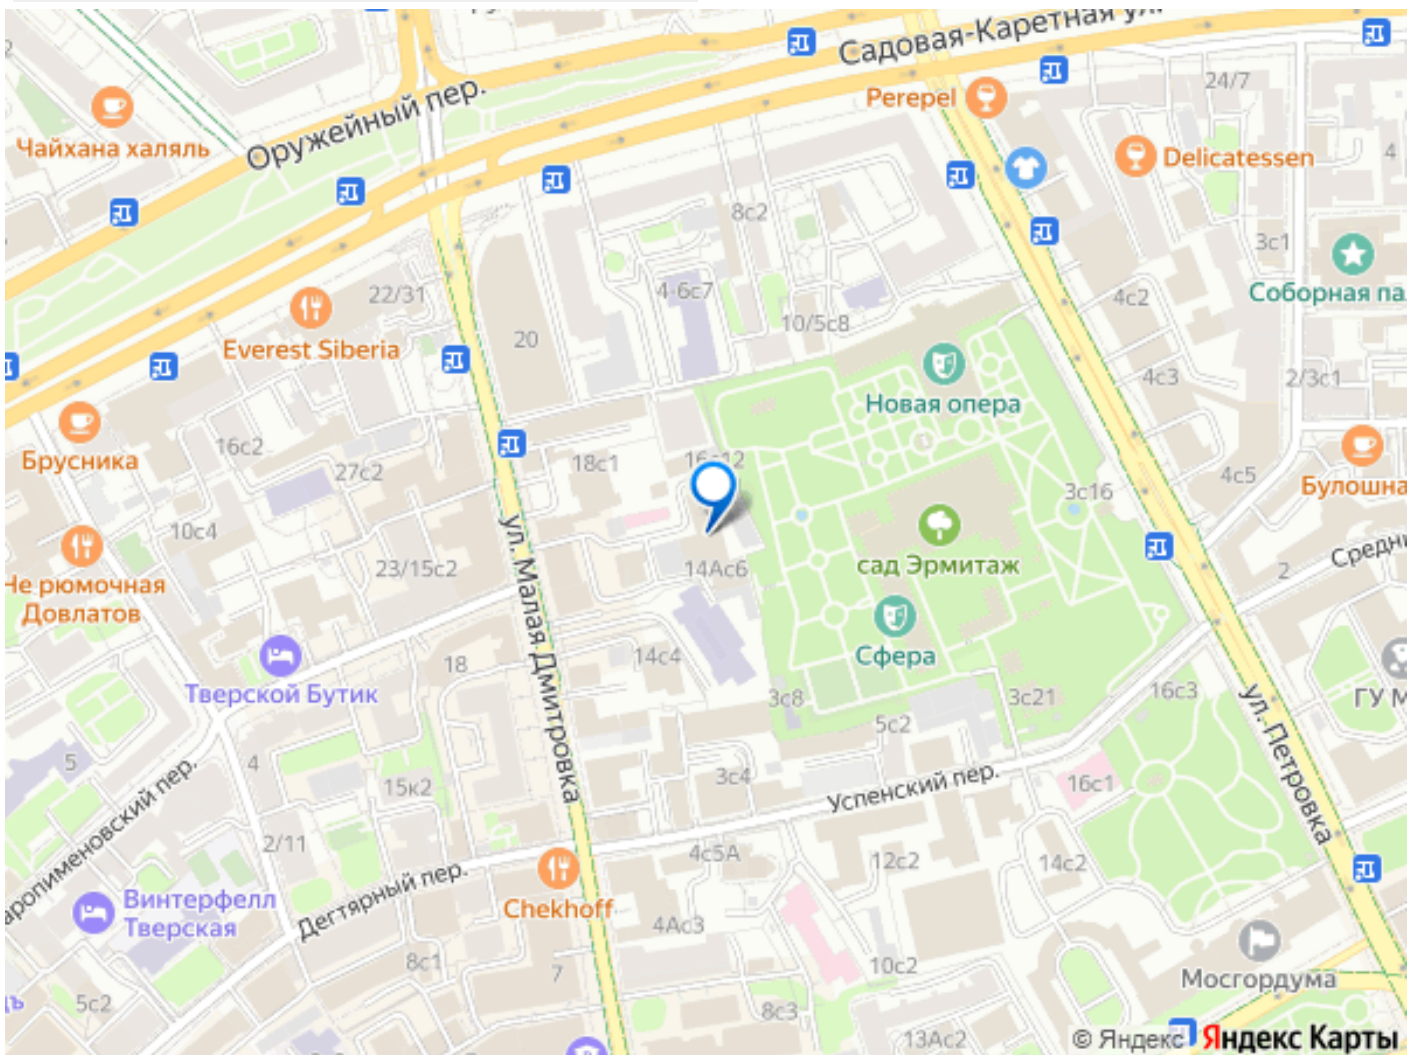 Садовая-Каретная ул.
24/7
Perepel
Оружейный пер.
Чайхана халяль
Delicatessen
4
8с2
3с1
4-6с7
22/31
4с2
Соборная па
10/5с8
20
Everest Siberia
4с3
2/3с1
Новая опера
16с2
Брусника
27с2
18с1
4с5
Булошна
3с16
10с4
ул. Малая Дмитровка
Средн
23/15с2
14Ас6
сад Эрмитаж
2
Не рюмочная
Довлатов
Сфера
18
14с4
Тверской Бутик
3с8
3с21
16с3
ГУ М
5с2
ул. Петровка
5
4
15к2
3с4
16с1
Успенский пер.
2/11
4с5А
12с2
14с2
Дегтярный пер.
Винтерфелл
Тверская
Chekhoff
4Ас3
8с1
7
10с2
Мосгордума
5с2
8с3
13Ас2
© Яндекс Яндекс Карты